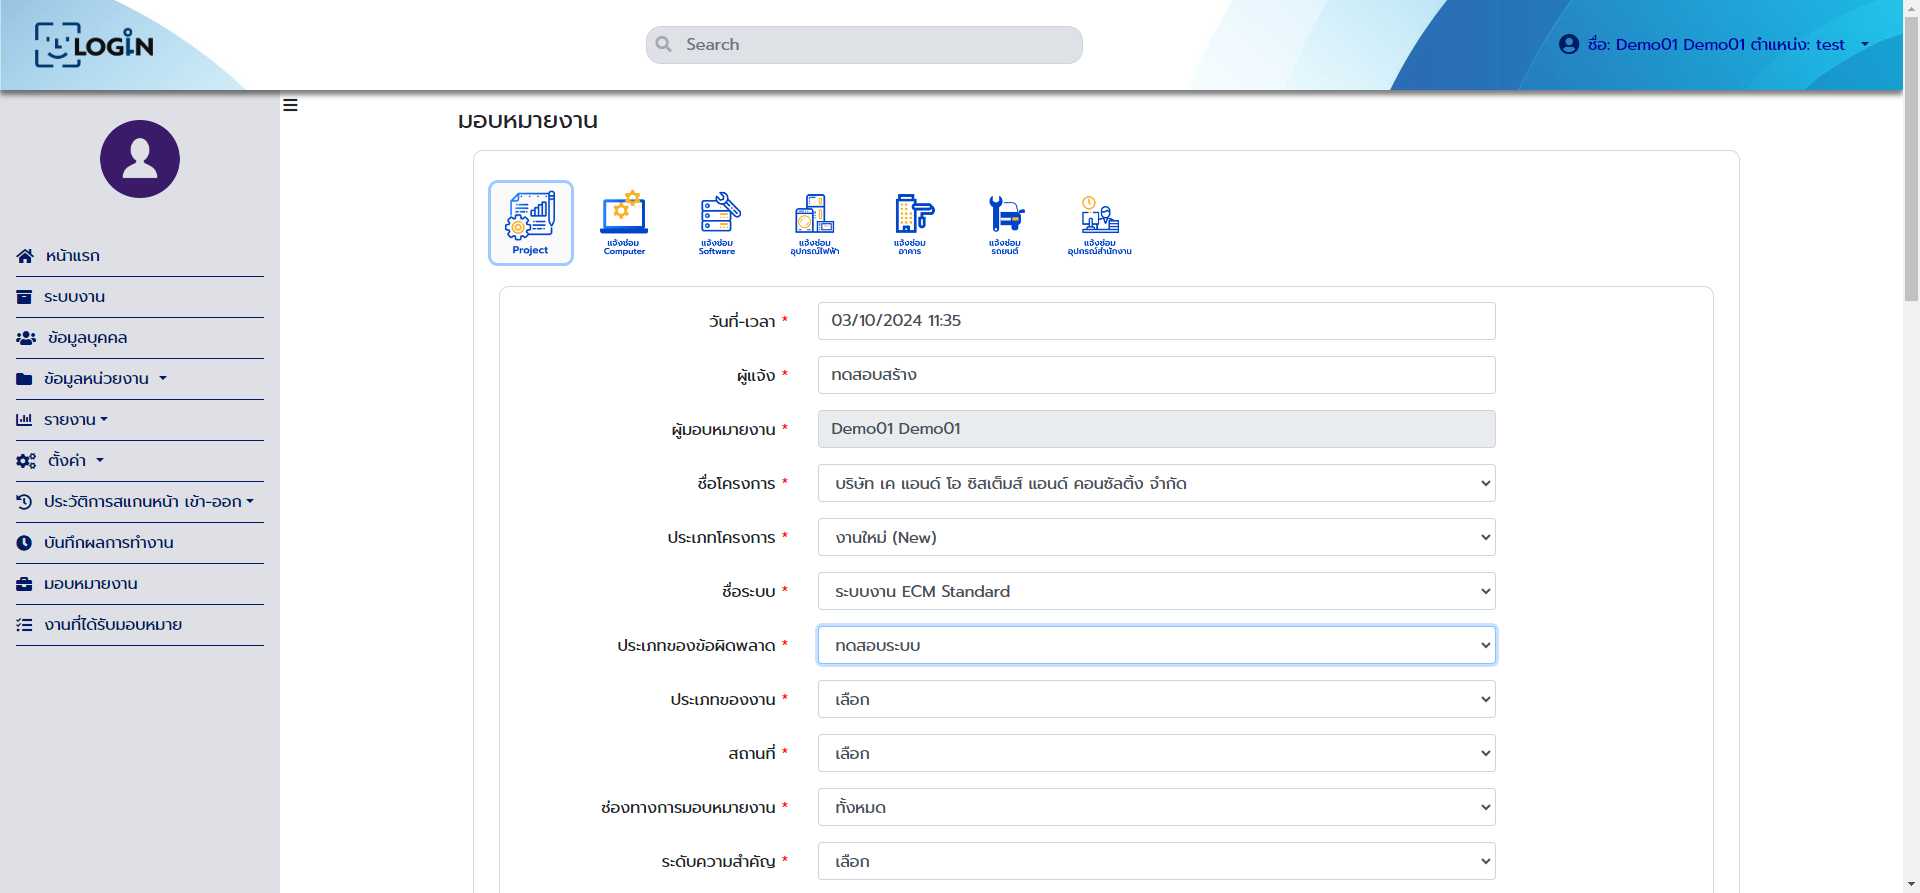 LOGIN
Search
ชื่อ: Demo01 Demo01 ตำแหน่ง: test
หน้าแรก
ระบบงาน
ข้อมูลบุคคล
ข้อมูลหน่วยงาน
รายงาน
ตั้งค่า
ประวัติการสแกนหน้า เข้า-ออก
บันทึกผลการทำงาน
มอบหมายงาน
งานที่ได้รับมอบหมาย
มอบหมายงาน
Project
แจ้งซ่อม
Computer
แจ้งซ่อม
Software
แจ้งซ่อม
อุปกรณ์ไฟฟ้า
แจ้งซ่อม
อาคาร
แจ้งซ่อม
รถยนต์
แจ้งซ่อม
อุปกรณ์สำนักงาน
วันที่-เวลา * 03/10/2024 11:35
ผู้แจ้ง * ทดสอบสร้าง
ผู้มอบหมายงาน * Demo01 Demo01
ชื่อโครงการ * บริษัท เค แอนด์ โอ ซิสเต็มส์ แอนด์ คอนซัลติ้ง จำกัด
ประเภทโครงการ * งานใหม่ (New)
ชื่อระบบ * ระบบงาน ECM Standard
ประเภทของข้อผิดพลาด * ทดสอบระบบ
ประเภทของงาน * เลือก
สถานที่ * เลือก
ช่องทางการมอบหมายงาน * ทั้งหมด
ระดับความสำคัญ * เลือก